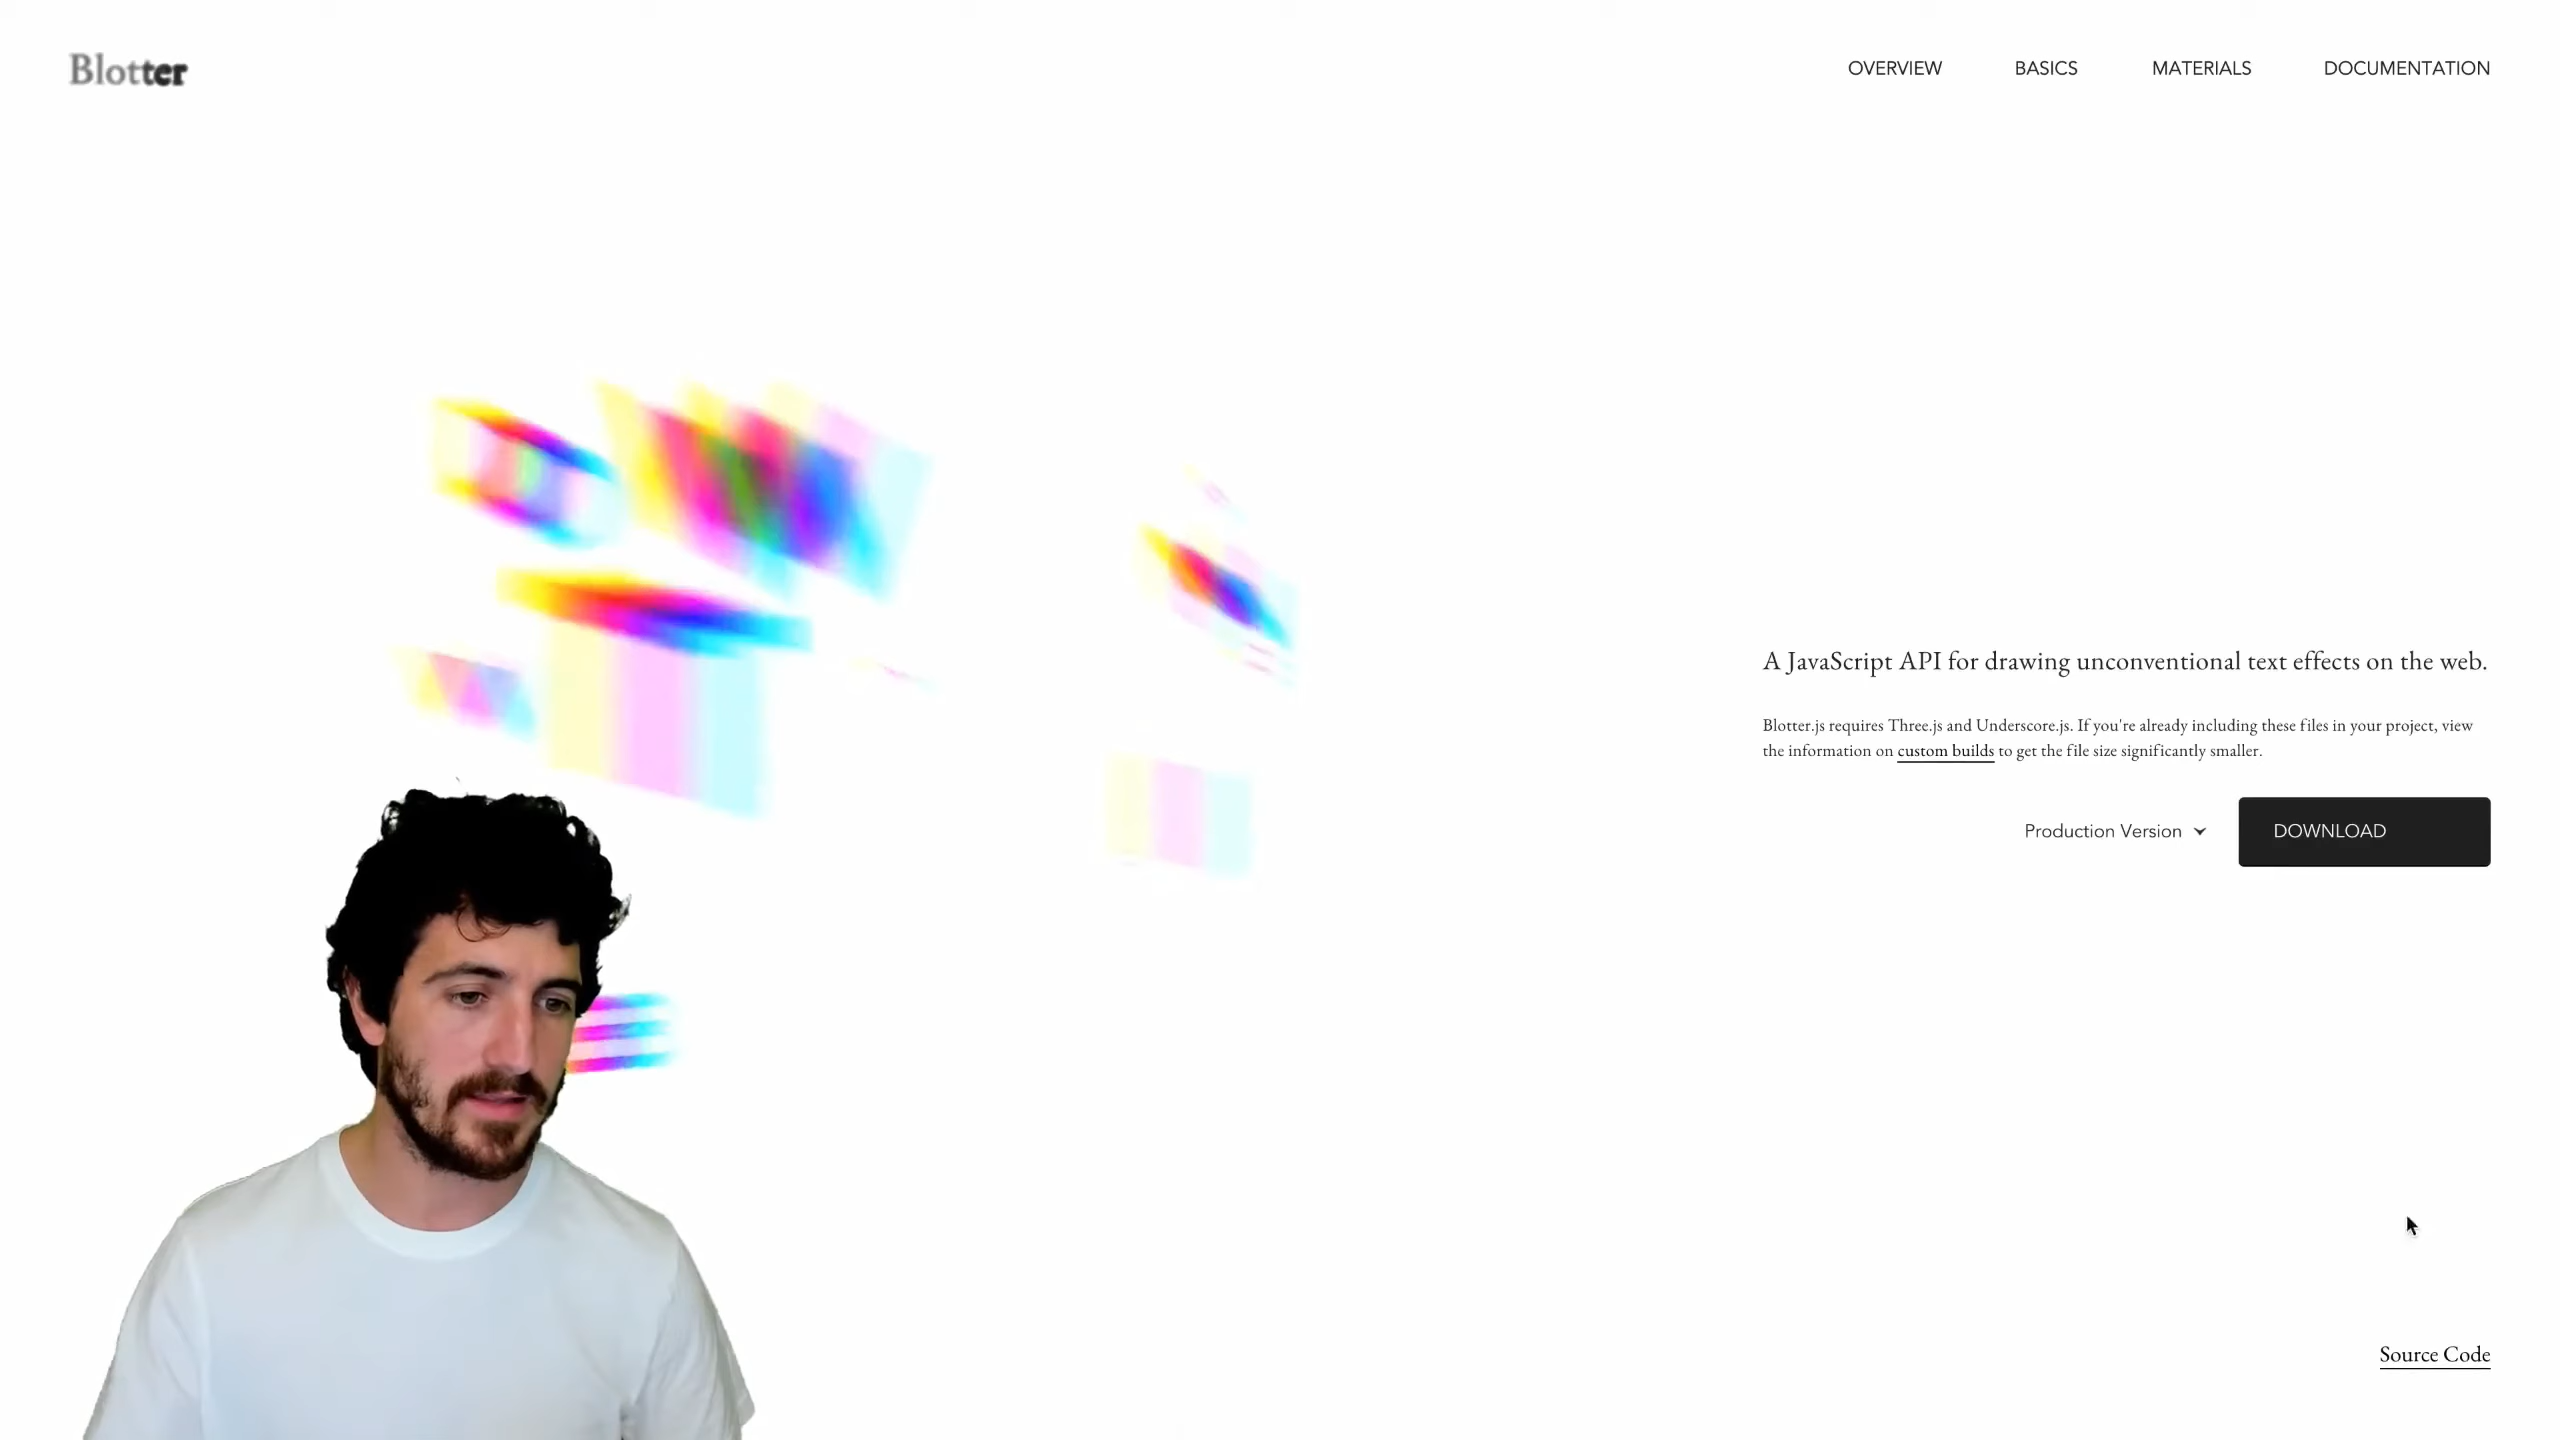 Blotter
OVERVIEW
BASICS
MATERIALS
DOCUMENTATION
A JavaScript API for drawing unconventional text effects on the web.
Blotter.js requires Three.js and Underscore.js. If you're already including these files in your project, view
the information on custom builds to get the file size significantly smaller.
Production Version
DOWNLOAD
Source Code